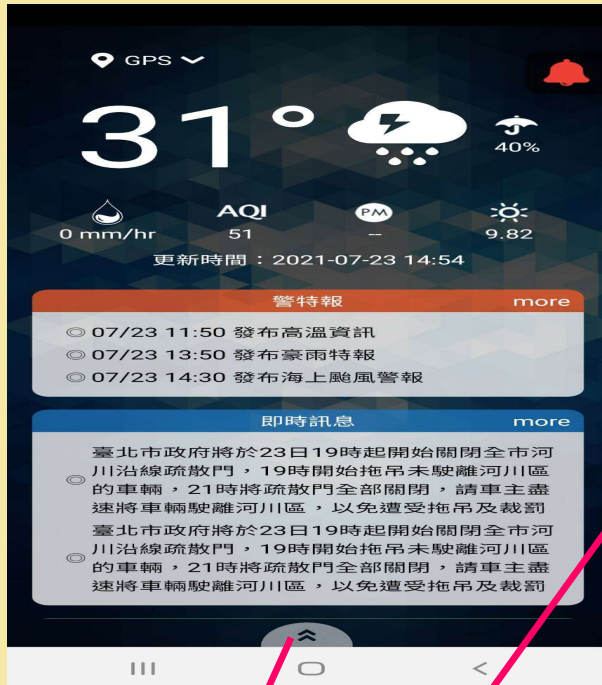 GPS
31°
40%
AQI
PM
0 mm/hr
51
--
9.82
更新時間：2021-07-23 14:54
警特報
more
◎ 07/23 11:50 發布高溫資訊
◎ 07/23 13:50 發布豪雨特報
◎ 07/23 14:30 發布海上颱風警報
即時訊息
more
臺北市政府將於23日19時起開始關閉全市河
川沿線疏散門，19時開始拖吊未駛離河川區
◎
的車輛，21時將疏散門全部關閉，請車主盡
速將車輛駛離河川區，以免遭受拖吊及裁罰
臺北市政府將於23日19時起開始關閉全市河
川沿線疏散門，19時開始拖吊未駛離河川區
◎
的車輛，21時將疏散門全部關閉，請車主盡
速將車輛駛離河川區，以免遭受拖吊及裁罰